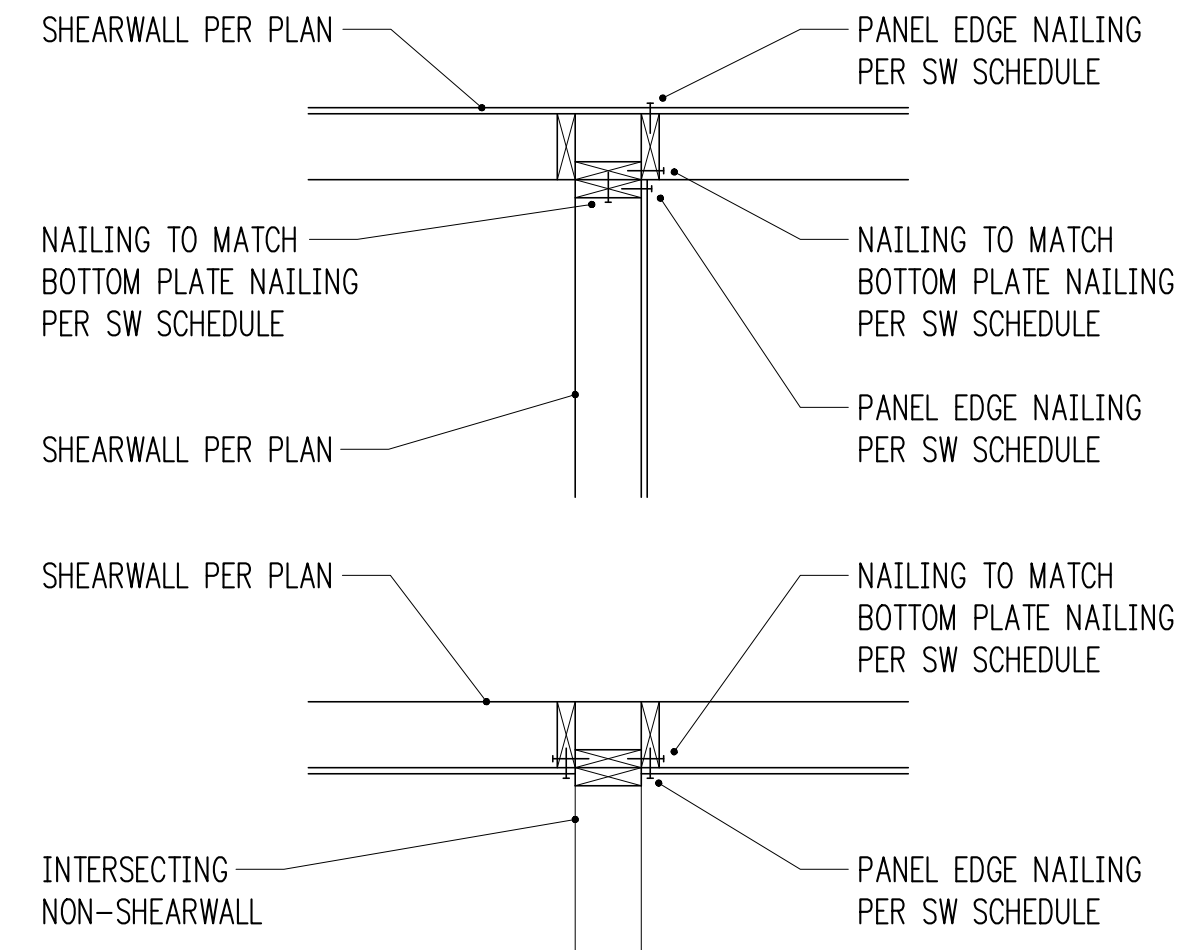 SHEARWALL PER PLAN
PANEL EDGE NAILING
PER SW SCHEDULE
NAILING TO MATCH
BOTTOM PLATE NAILING
PER SW SCHEDULE
NAILING TO MATCH
BOTTOM PLATE NAILING
PER SW SCHEDULE
PANEL EDGE NAILING
PER SW SCHEDULE
SHEARWALL PER PLAN
SHEARWALL PER PLAN
NAILING TO MATCH
BOTTOM PLATE NAILING
PER SW SCHEDULE
INTERSECTING
NON-SHEARWALL
PANEL EDGE NAILING
PER SW SCHEDULE